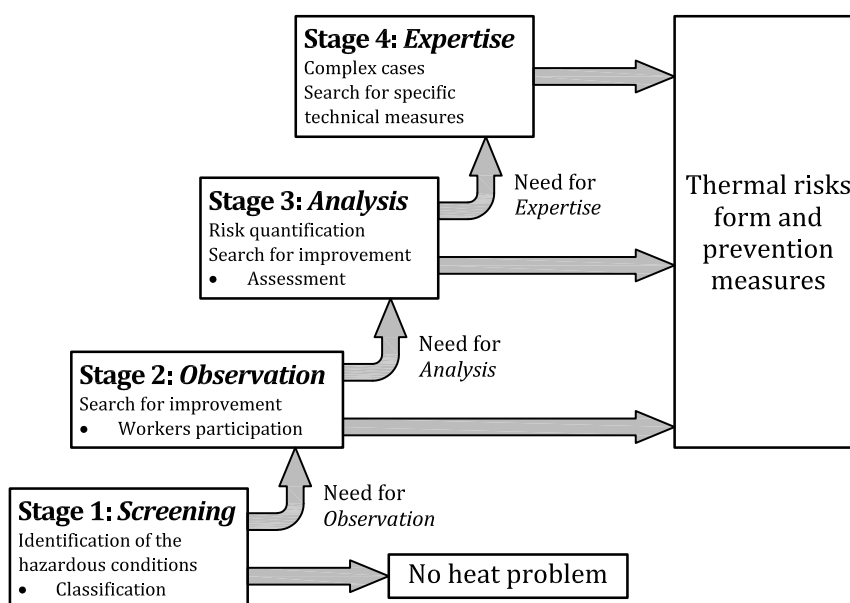 Stage 4: Expertise
Complex cases
Search for specific
technical measures
Thermal risks
form and
prevention
measures
Need for
Expertise
Stage 3: Analysis
Risk quantification
Search for improvement
• Assessment
Need for
Analysis
Stage 2: Observation
Search for improvement
• Workers participation
Need for
Observation
Stage 1: Screening
Identification of the
hazardous conditions
• Classification
No heat problem